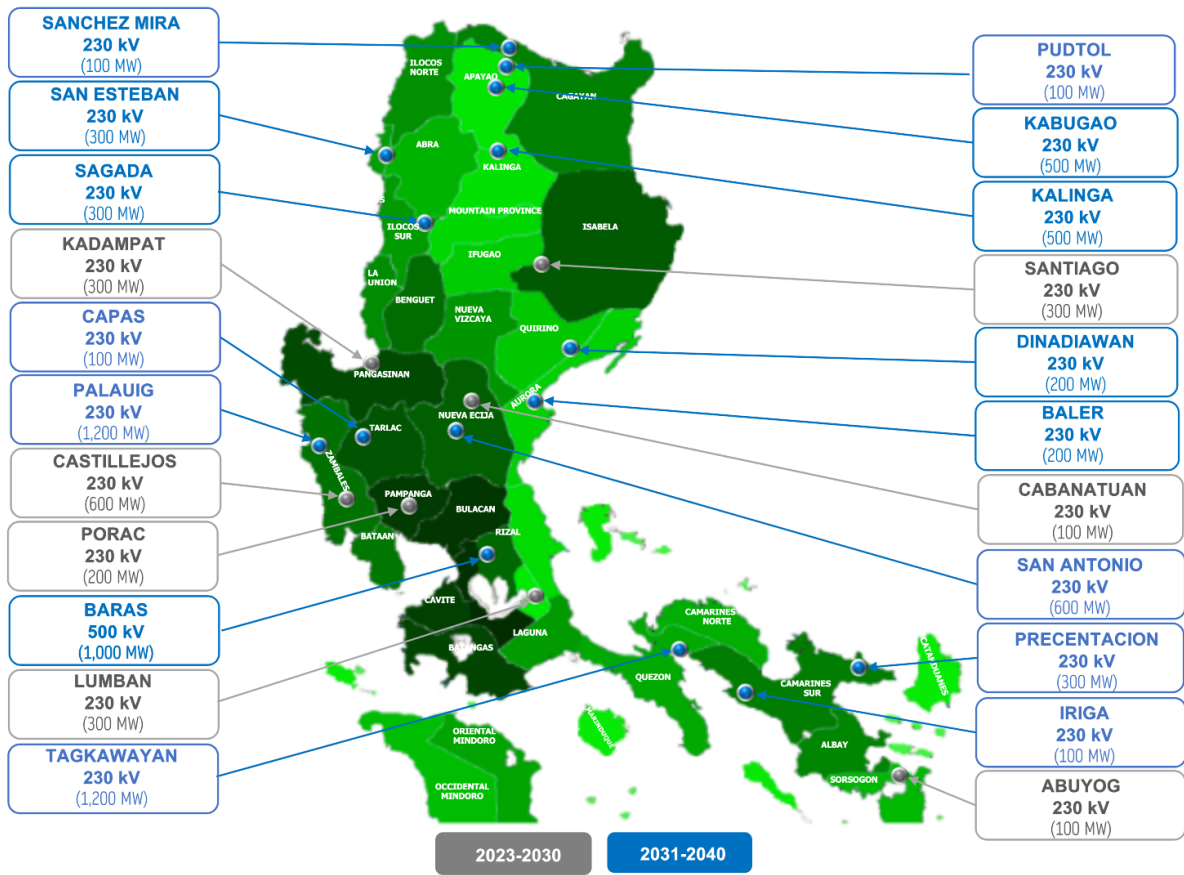 SANCHEZ MIRA
230 kV
(100 MW)
SAN ESTEBAN
230 kV
(300 MW)
SAGADA
230 kV
(300 MW)
KADAMPAT
230 kV
(300 MW)
CAPAS
230 kV
(100 MW)
PALAUIG
230 kV
(1,200 MW)
CASTILLEJOS
230 kV
(600 MW)
PORAC
230 kV
(200 MW)
BARAS
500 kV
(1,000 MW)
LUMBAN
230 kV
(300 MW)
TAGKAWAYAN
230 kV
(1,200 MW)
ILOCOS
NORTE
APAYAO
CAGAYAN
ABRA
KALINGA
MOUNTAIN PROVINCE
ISABELA
S
ILOCOS
SUR
IFUGAO
LA
UNION
BENGUET
NUEVA
VIZCAYA
QUIRINO
PANGASINAN
AURORA
NUEVA ECIJA
TARLAC
ZAMBALES
PAMPANGA
BULACAN
BATAAN
RIZAL
CAVITE
LAGUNA
BATANGAS
CAMARINES
NORTE
QUEZON
CAMARINES
SUR
CATANDUANES
MARINDUQUE
ORIENTAL
MINDORO
OCCIDENTAL
MINDORO
ALBAY
SORSOGON
PUDTOL
230 kV
(100 MW)
KABUGAO
230 kV
(500 MW)
KALINGA
230 kV
(500 MW)
SANTIAGO
230 kV
(300 MW)
DINADIAWAN
230 kV
(200 MW)
BALER
230 kV
(200 MW)
CABANATUAN
230 kV
(100 MW)
SAN ANTONIO
230 kV
(600 MW)
PRECENTACION
230 kV
(300 MW)
IRIGA
230 kV
(100 MW)
ABUYOG
230 kV
(100 MW)
2023-2030
2031-2040